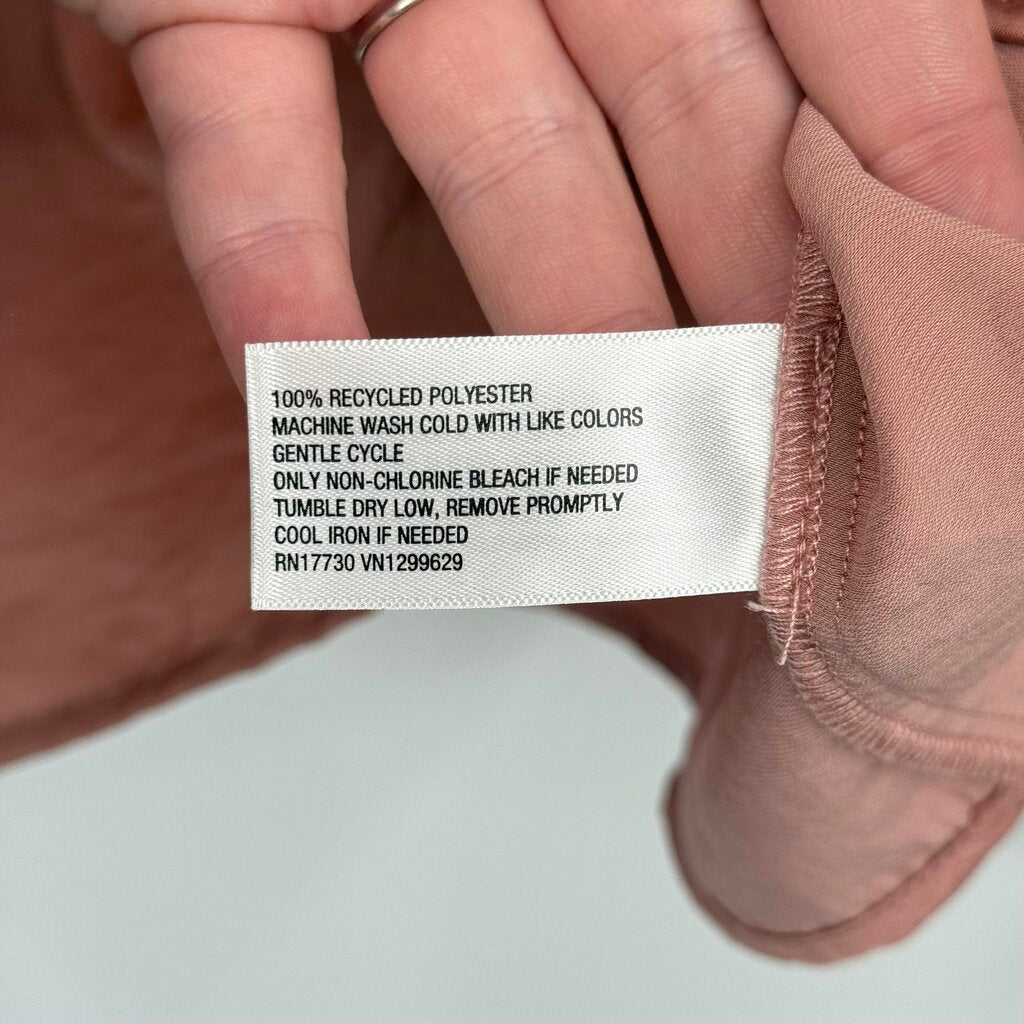 100% RECYCLED POLYESTER
MACHINE WASH COLD WITH LIKE COLORS
GENTLE CYCLE
ONLY NON-CHLORINE BLEACH IF NEEDED
TUMBLE DRY LOW, REMOVE PROMPTLY
COOL IRON IF NEEDED
RN17730 VN1299629